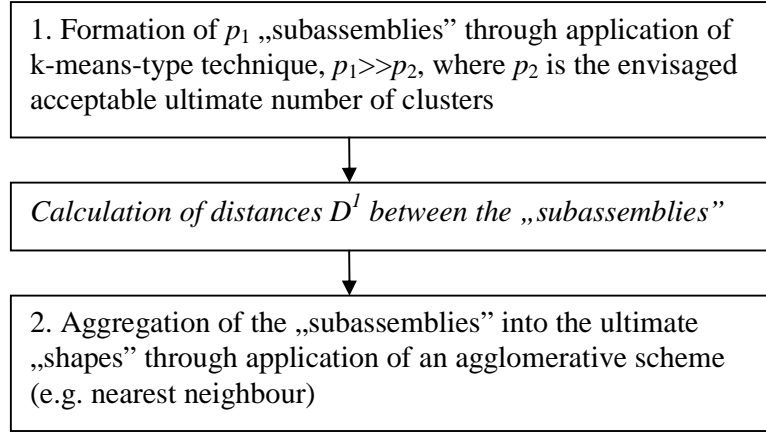 1. Formation of p₁ „subassemblies” through application of
k-means-type technique, p₁>>p₂, where p₂ is the envisaged
acceptable ultimate number of clusters
Calculation of distances D¹ between the „subassemblies”
2. Aggregation of the „subassemblies” into the ultimate
„shapes” through application of an agglomerative scheme
(e.g. nearest neighbour)